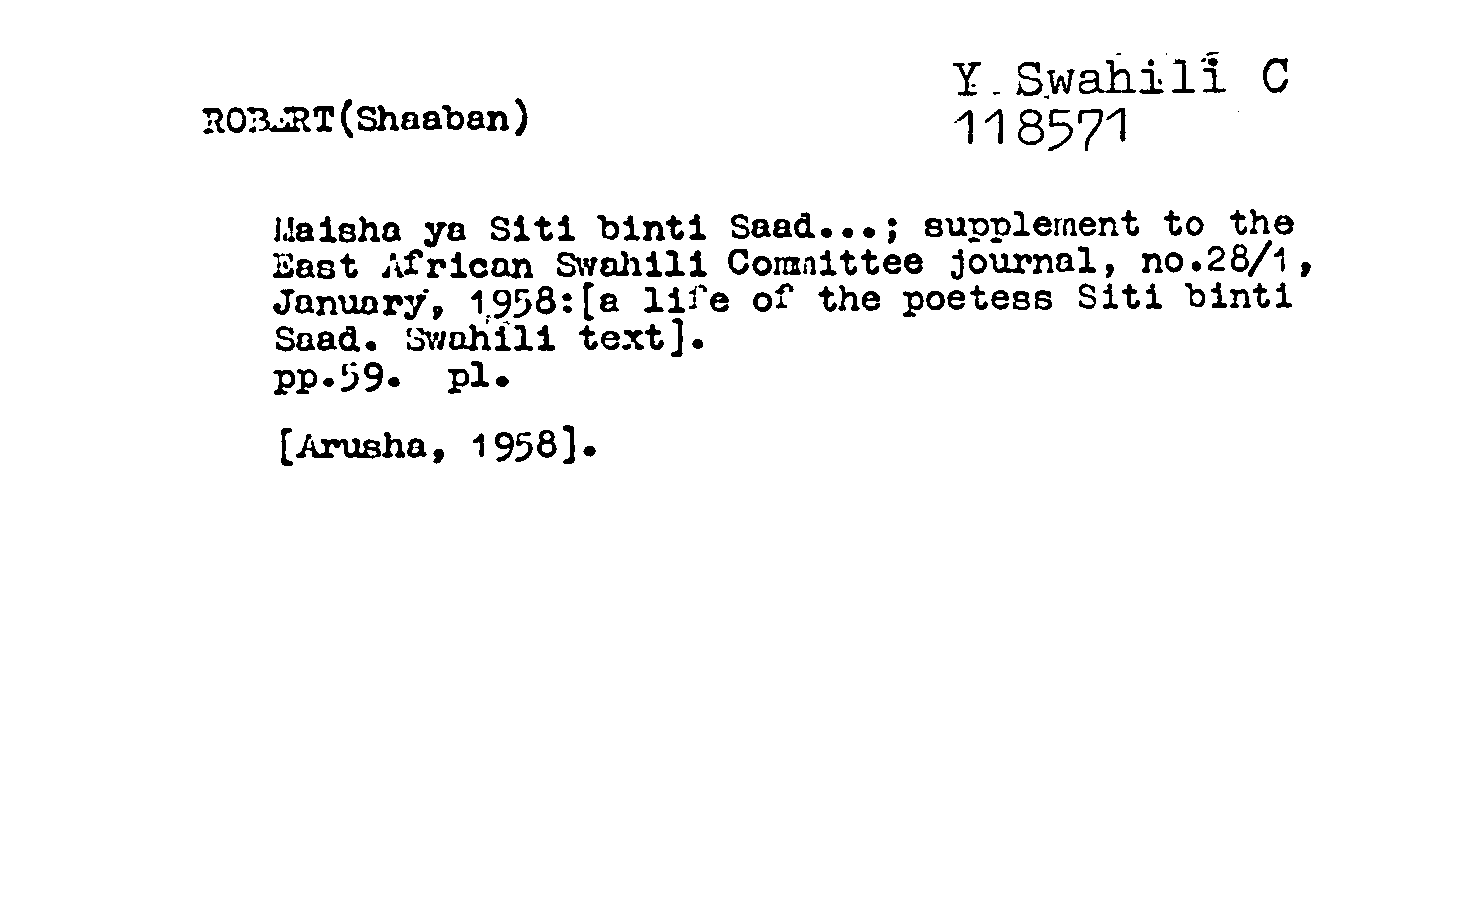 Y Swahili C
ROBERT(Shaaban)
118571
Maisha ya Siti binti Saad...; supplement to the
East African Swahili Committee journal, no.28/1,
January, 1958:[a life of the poetess Siti binti
Saad. Swahili text].
pp.59. pl.
[Arusha, 1958].